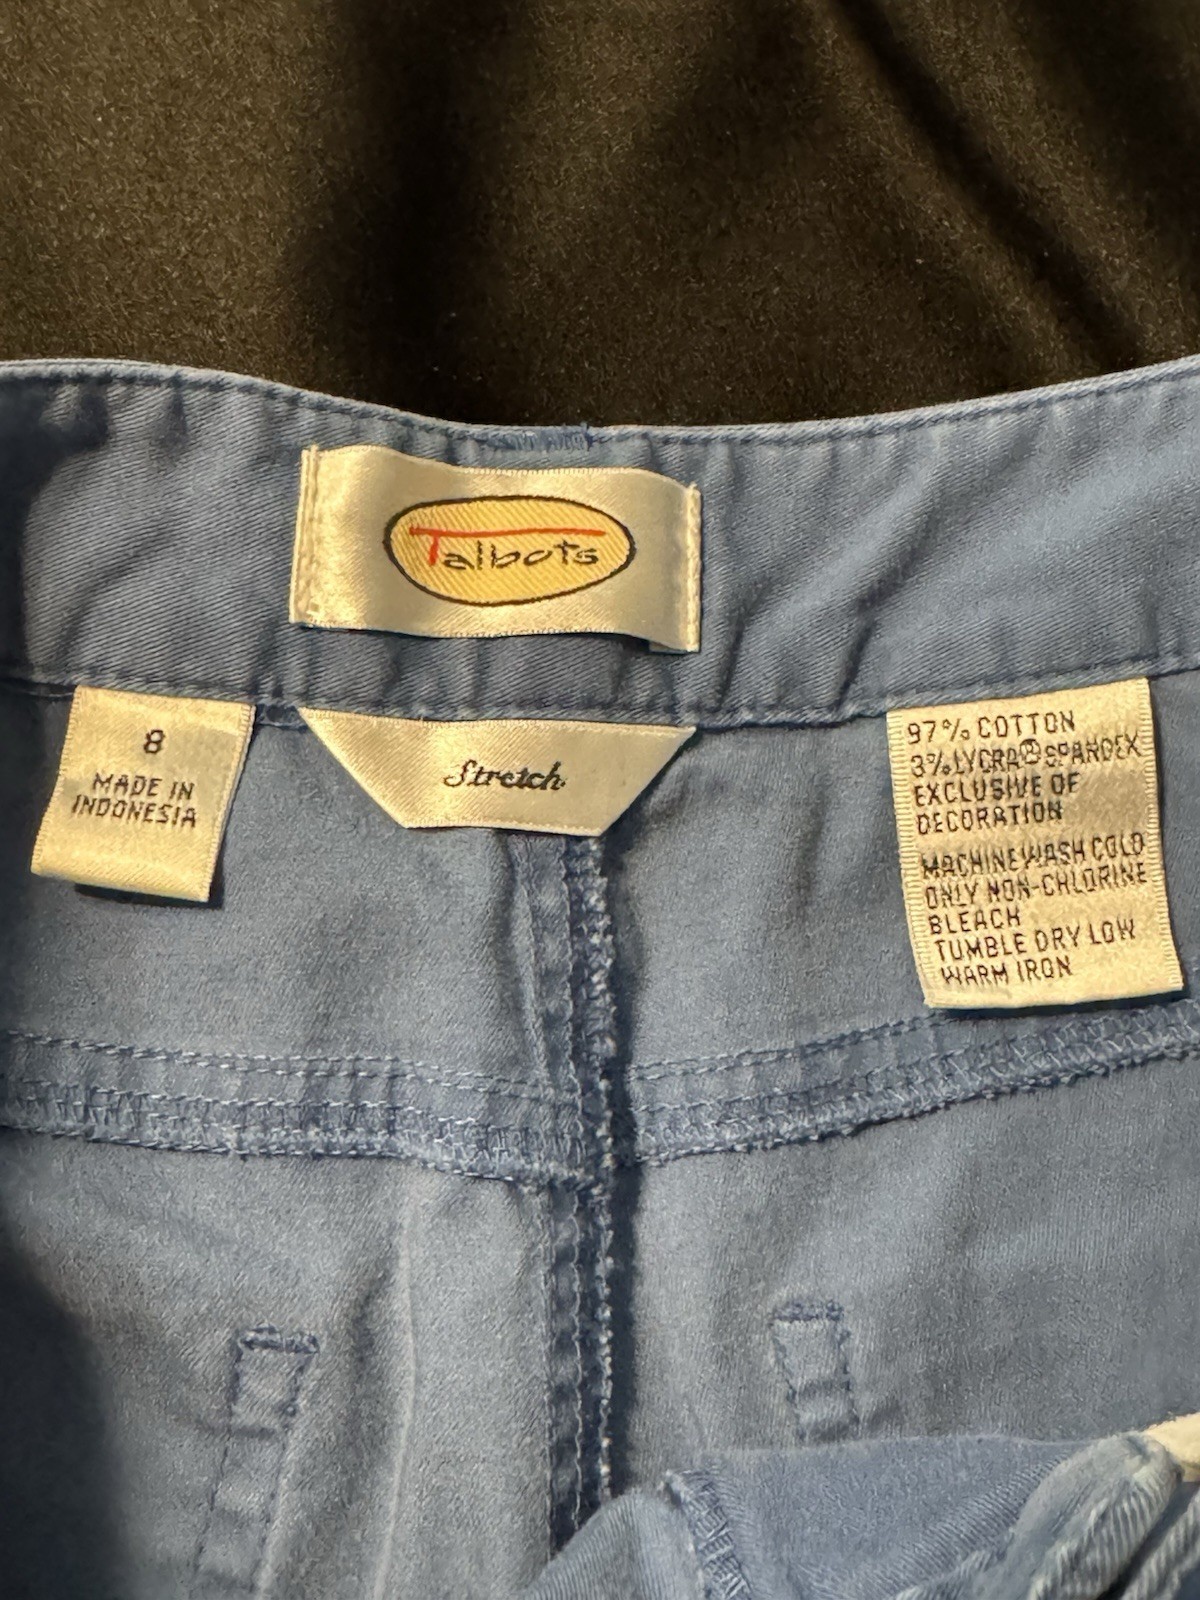 Talbots
8
MADE IN
INDONESIA
Stretch
97% COTTON
3% LYCRA® SPANDEX
EXCLUSIVE OF
DECORATION
MACHINE WASH COLD
ONLY NON-CHLORINE
BLEACH
TUMBLE DRY LOW
WARM IRON